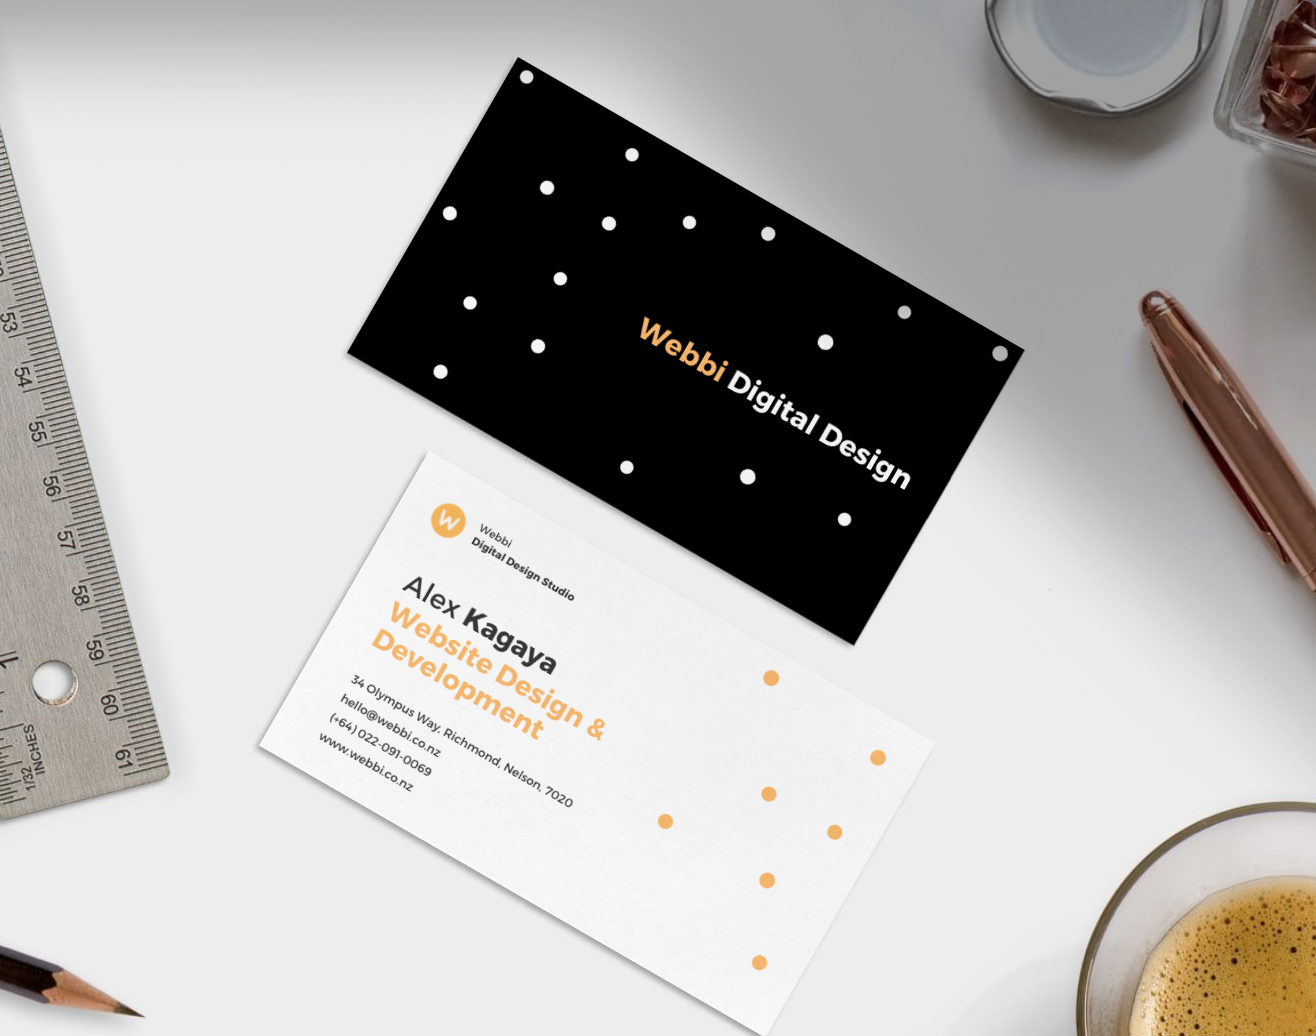 Webbi Digital Design
W
Webbi
Digital Design Studio
Alex Kagaya
Website Design &
Development
34 Olympus Way, Richmond, Nelson, 7020
hello@webbi.co.nz
(+64) 022-091-0069
www.webbi.co.nz
53
54
55
56
57
58
59
60
61
1/32
INCHES